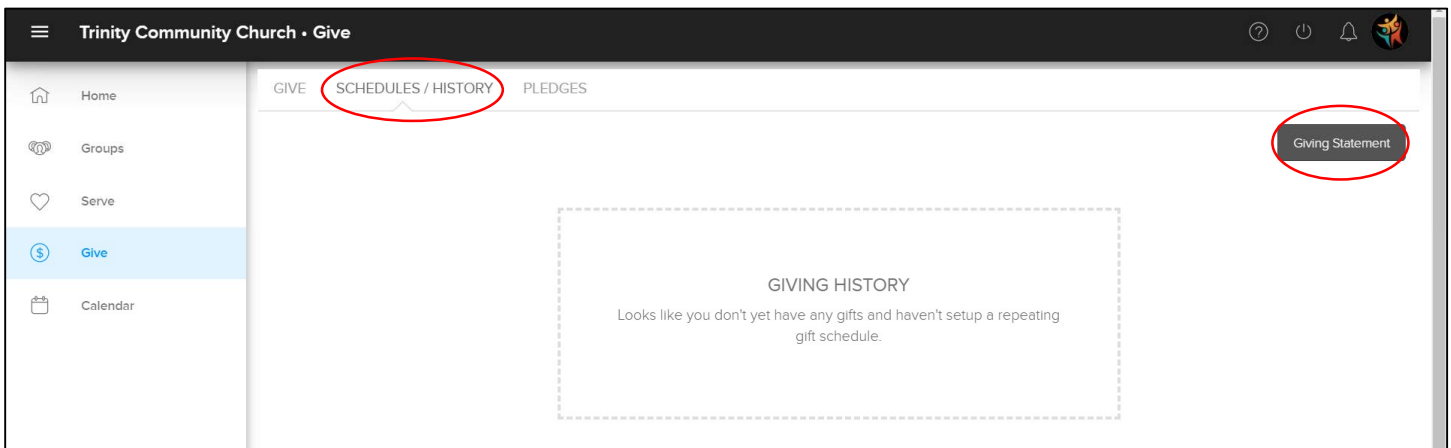 Trinity Community Church • Give
Home
Groups
Serve
Give
Calendar
GIVE SCHEDULES / HISTORY PLEDGES
Giving Statement
GIVING HISTORY
Looks like you don't yet have any gifts and haven't setup a repeating
gift schedule.